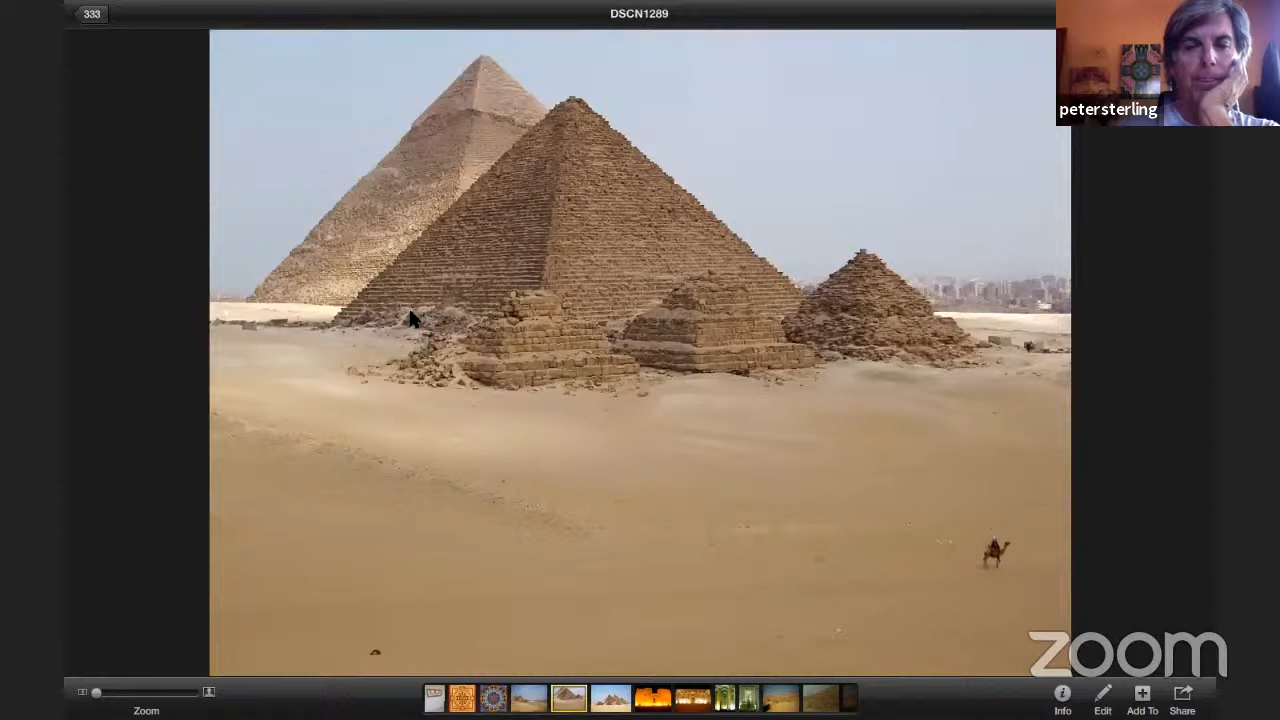 333
DSCN1289
petersterling
zoom
Zoom
Info
Edit
Add To
Share